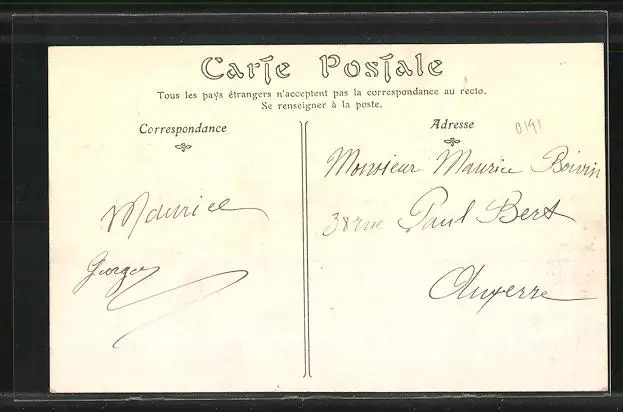 Carte Postale
Tous les pays étrangers n'acceptent pas la correspondance au recto.
Se renseigner à la poste.
Correspondance
Maurice
Georges
Adresse
0191
Monsieur Maurice Boivin
38 rue Paul Bert
Auxerre